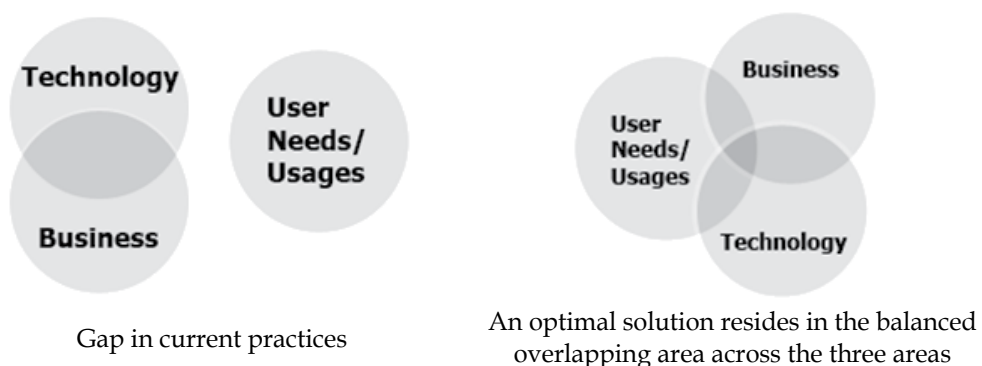 Technology
Business
User
Needs/
Usages
Gap in current practices
Business
User
Needs/
Usages
Technology
An optimal solution resides in the balanced
overlapping area across the three areas